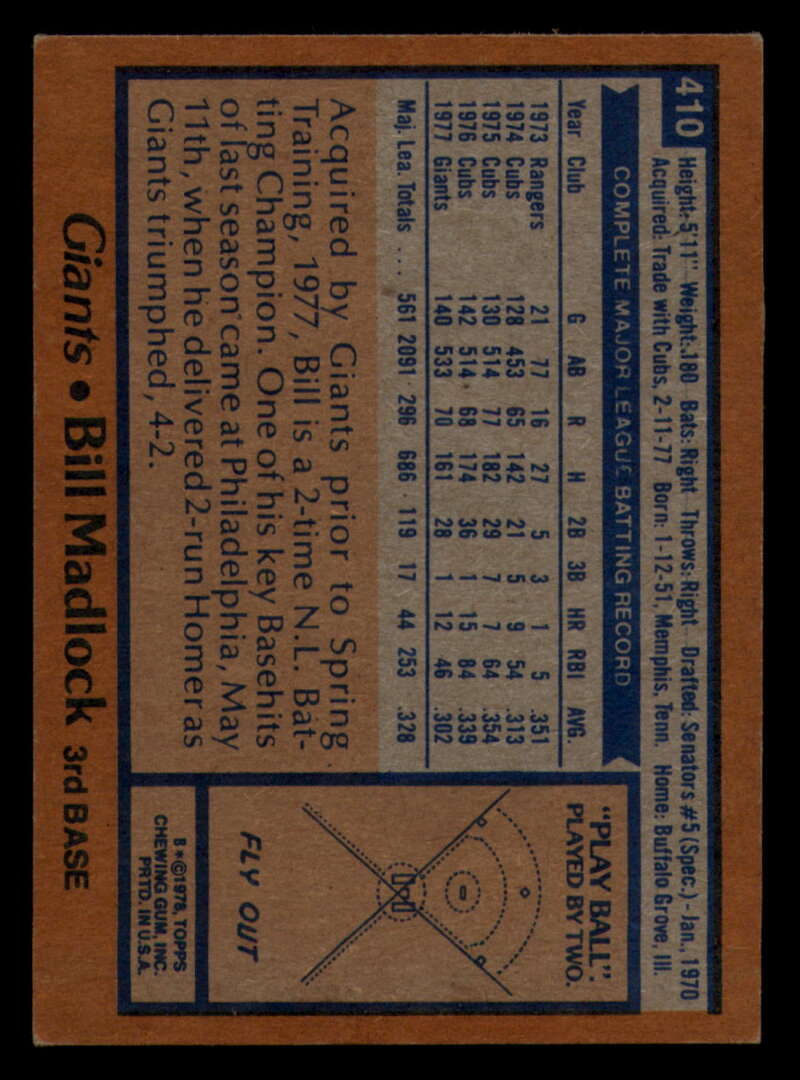 410
Height: 5'11" Weight: 180 Bats: Right Throws: Right Drafted: Senators #5 (Spec.) - Jan., 1970
Acquired: Trade with Cubs, 2-11-77 Born: 1-12-51, Memphis, Tenn. Home: Buffalo Grove, Ill.
COMPLETE MAJOR LEAGUE BATTING RECORD
Year Club G AB R H 2B 3B HR RBI AVG.
1973 Rangers 21 77 16 27 5 3 1 5 .351
1974 Cubs 128 453 65 142 21 5 9 54 .313
1975 Cubs 130 514 77 182 29 7 7 64 .354
1976 Cubs 142 514 68 174 36 1 15 84 .339
1977 Giants 140 533 70 161 28 1 12 46 .302
Maj. Lea. Totals ... 561 2091 296 686 119 17 44 253 .328
Acquired by Giants prior to Spring
Training, 1977, Bill is a 2-time N.L. Bat-
ting Champion. One of his key Basehits
of last season came at Philadelphia, May
11th, when he delivered 2-run Homer as
Giants triumphed, 4-2.
"PLAY BALL"
PLAYED BY TWO.
FLY OUT
B*©1978, TOPPS
CHEWING GUM, INC.
PRTD. IN U.S.A.
Giants • Bill Madlock 3rd BASE